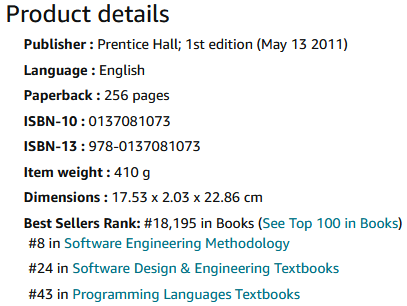 Product details
Publisher : Prentice Hall; 1st edition (May 13 2011)
Language : English
Paperback : 256 pages
ISBN-10 : 0137081073
ISBN-13 : 978-0137081073
Item weight : 410 g
Dimensions : 17.53 x 2.03 x 22.86 cm
Best Sellers Rank: #18,195 in Books (See Top 100 in Books)
#8 in Software Engineering Methodology
#24 in Software Design & Engineering Textbooks
#43 in Programming Languages Textbooks